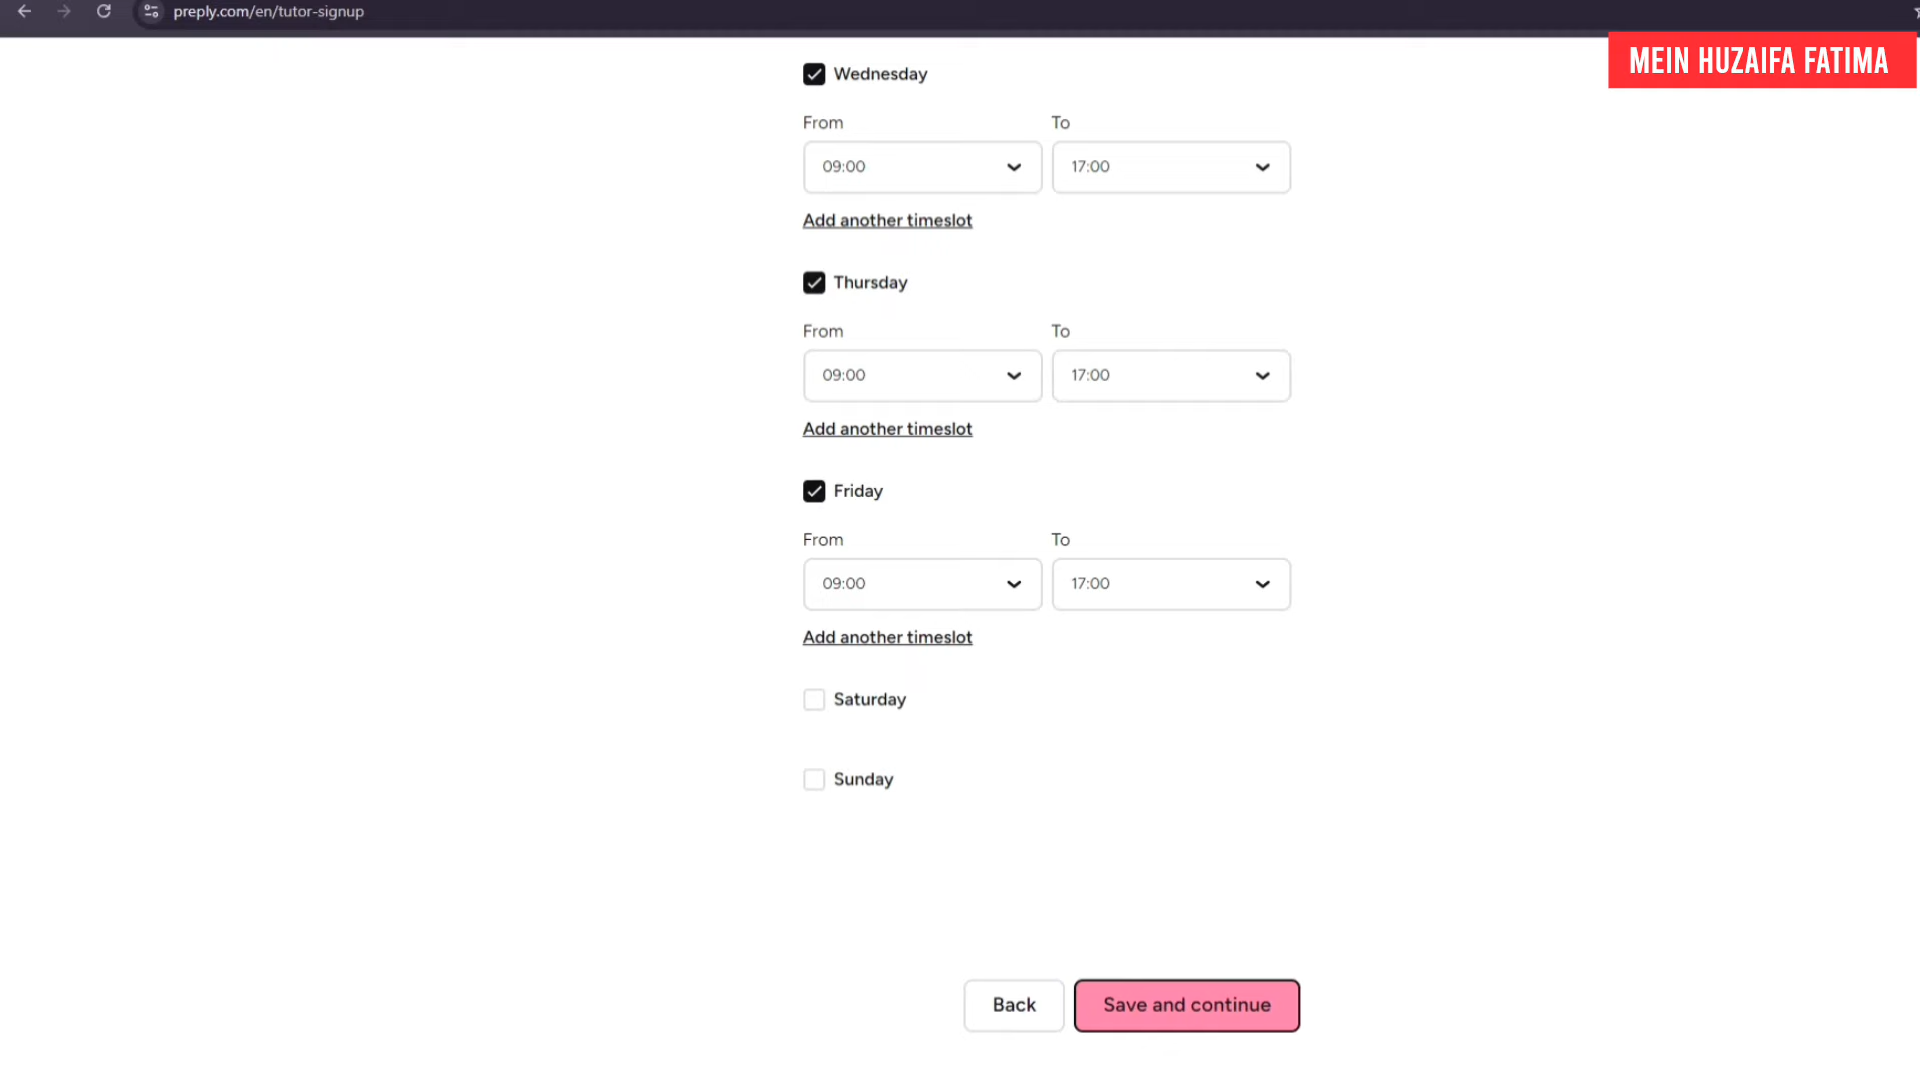 preply.com/en/tutor-signup
MEIN HUZAIFA FATIMA
Wednesday
From To
09:00 17:00
Add another timeslot
Thursday
From To
09:00 17:00
Add another timeslot
Friday
From To
09:00 17:00
Add another timeslot
Saturday
Sunday
Back Save and continue